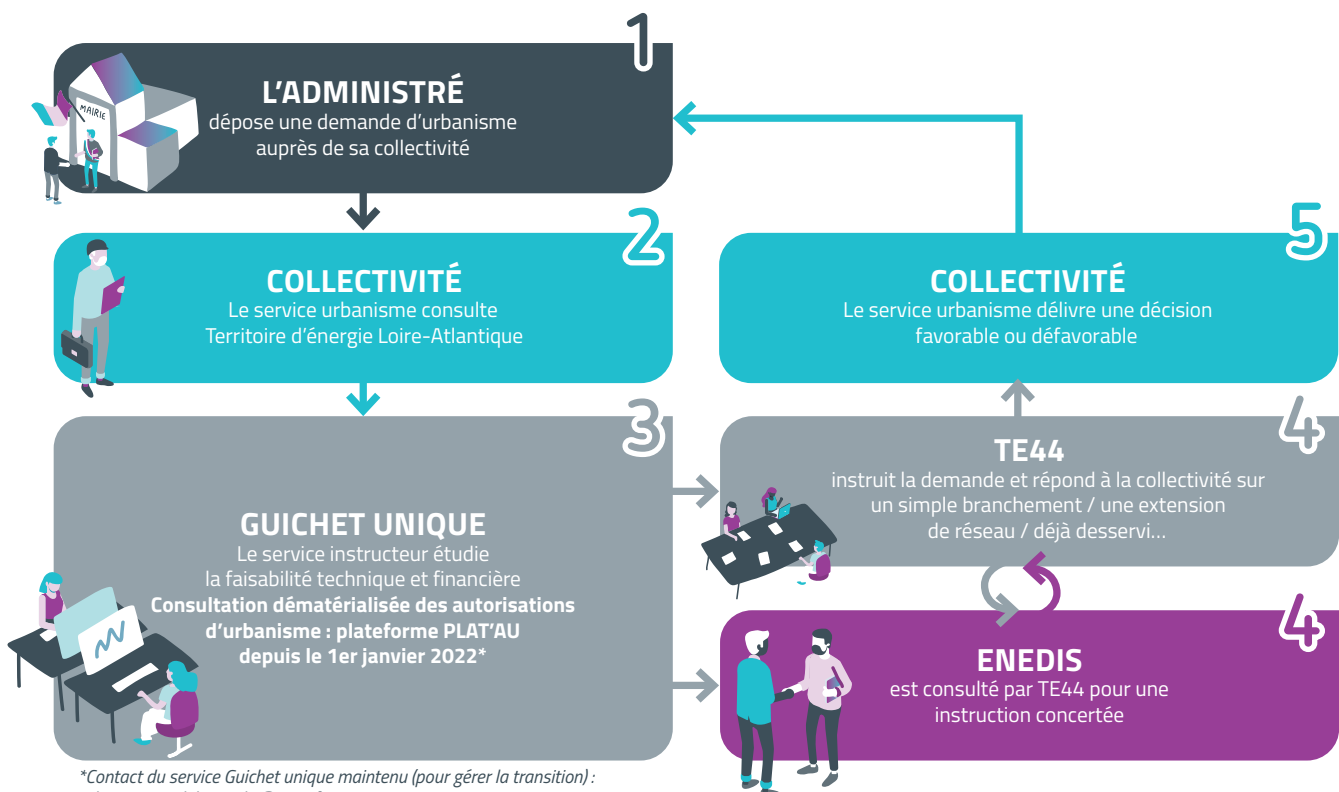 1
L'ADMINISTRÉ
dépose une demande d'urbanisme
auprès de sa collectivité
MAIRIE
2
COLLECTIVITÉ
Le service urbanisme consulte
Territoire d'énergie Loire-Atlantique
3
GUICHET UNIQUE
Le service instructeur étudie
la faisabilité technique et financière
Consultation dématérialisée des autorisations
d'urbanisme : plateforme PLAT'AU
depuis le 1er janvier 2022*
4
TE44
instruit la demande et répond à la collectivité sur
un simple branchement / une extension
de réseau / déjà desservi...
4
ENEDIS
est consulté par TE44 pour une
instruction concertée
5
COLLECTIVITÉ
Le service urbanisme délivre une décision
favorable ou défavorable
*Contact du service Guichet unique maintenu (pour gérer la transition) :